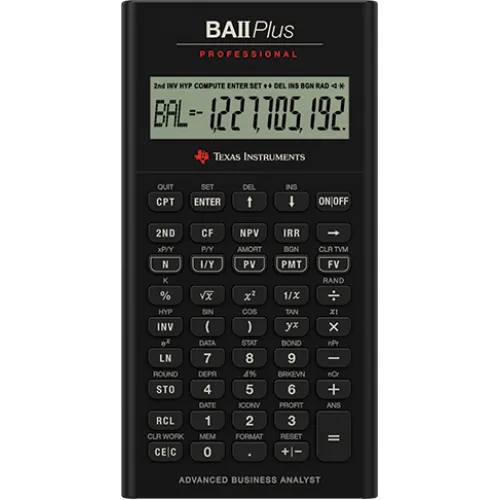 BAII Plus
PROFESSIONAL
2nd INV HYP COMPUTE ENTER SET ♦♦ DEL INS BGN RAD ◁ *
BAL=-1,227,705,192.
TEXAS INSTRUMENTS
QUIT SET DEL INS
CPT ENTER ↑ ↓ ON|OFF
2ND CF NPV IRR →
xP/Y P/Y AMORT BGN CLR TVM
N I/Y PV PMT FV
K RAND
% √x x² 1/x ÷
HYP SIN COS TAN x!
INV ( ) yˣ ×
eˣ DATA STAT BOND nPr
LN 7 8 9 −
ROUND DEPR Δ% BRKEVN nCr
STO 4 5 6 +
DATE ICONV PROFIT ANS
RCL 1 2 3 =
CLR WORK MEM FORMAT RESET
CE|C 0 . +|−
ADVANCED BUSINESS ANALYST